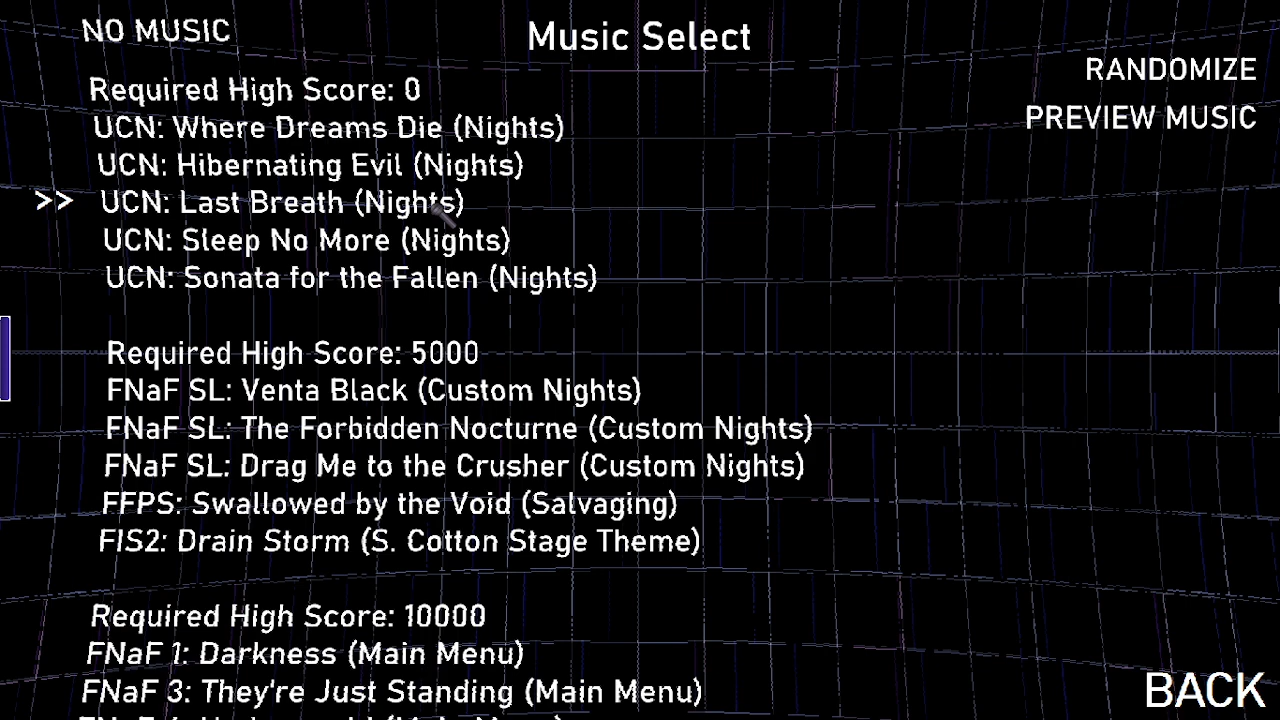 NO MUSIC
Music Select
RANDOMIZE
PREVIEW MUSIC
Required High Score: 0
UCN: Where Dreams Die (Nights)
UCN: Hibernating Evil (Nights)
>> UCN: Last Breath (Nights)
UCN: Sleep No More (Nights)
UCN: Sonata for the Fallen (Nights)
Required High Score: 5000
FNaF SL: Venta Black (Custom Nights)
FNaF SL: The Forbidden Nocturne (Custom Nights)
FNaF SL: Drag Me to the Crusher (Custom Nights)
FFPS: Swallowed by the Void (Salvaging)
FIS2: Drain Storm (S. Cotton Stage Theme)
Required High Score: 10000
FNaF 1: Darkness (Main Menu)
FNaF 3: They're Just Standing (Main Menu)
BACK